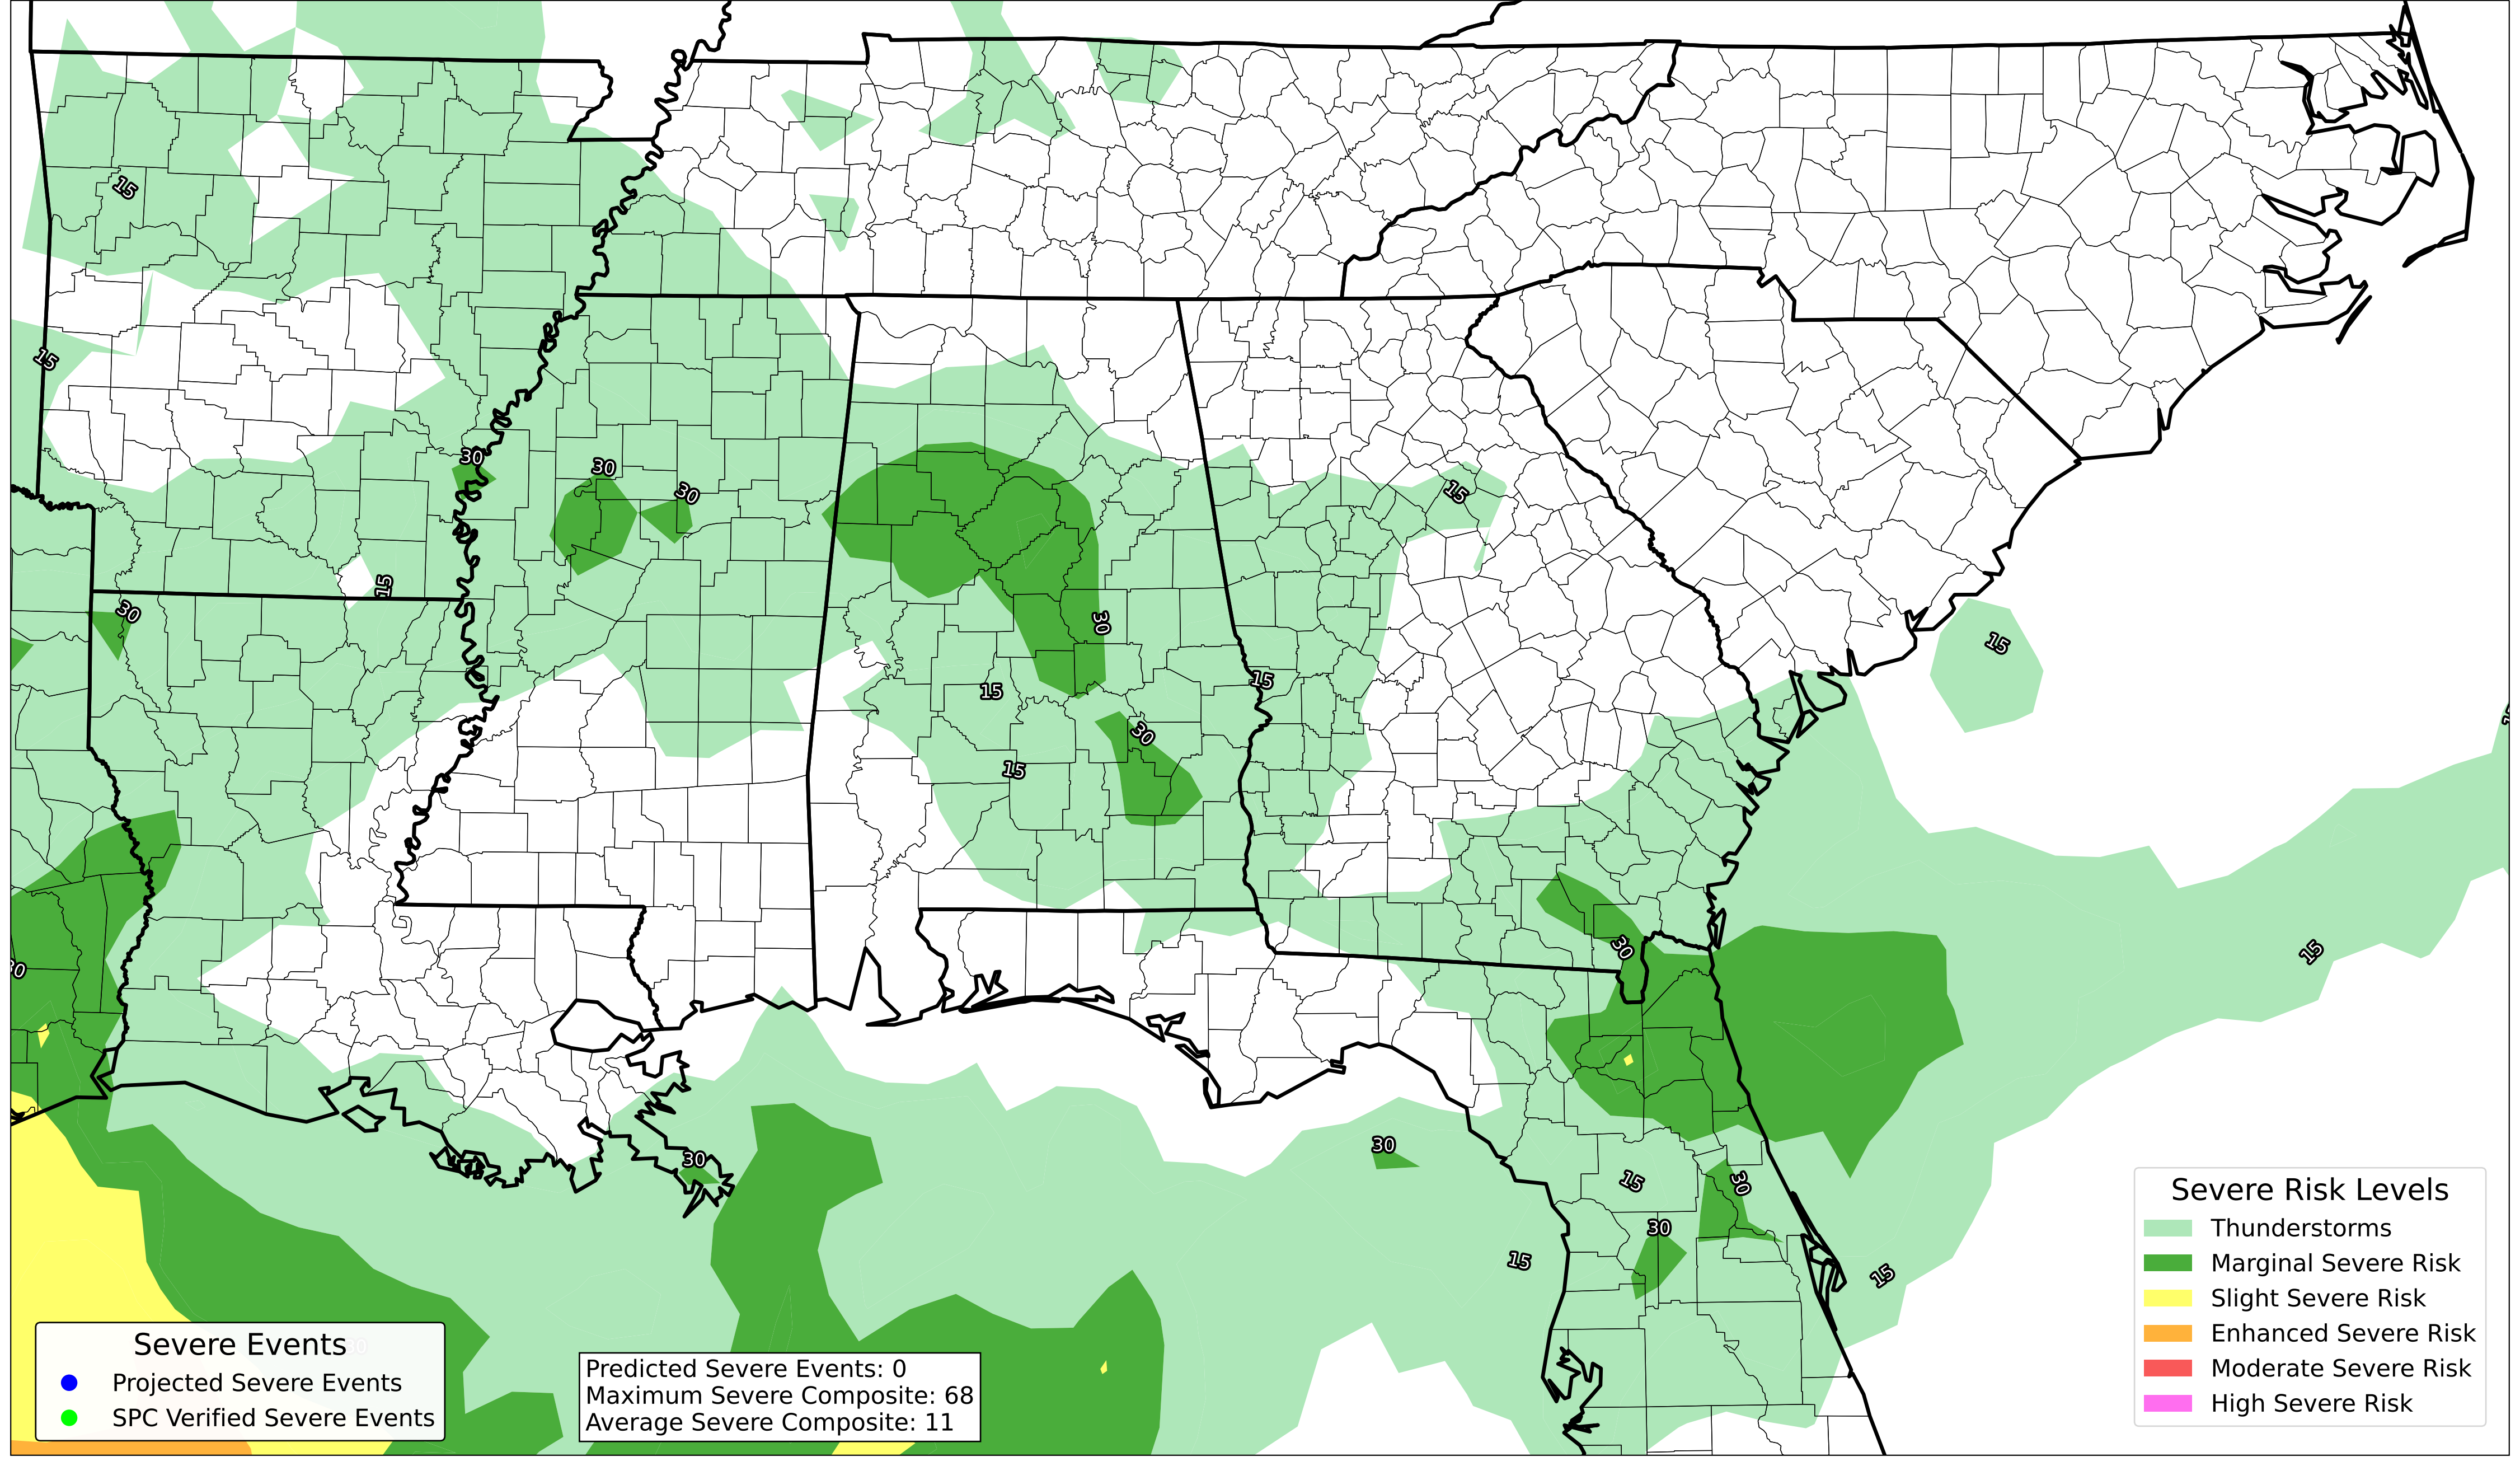 15
15
30
30
30
15
15
30
15
30
15
15
30
15
15
30
15
30
30
30
15
30
30
15
15
Severe Risk Levels
Thunderstorms
Marginal Severe Risk
Slight Severe Risk
Enhanced Severe Risk
Moderate Severe Risk
High Severe Risk
Severe Events
Projected Severe Events
SPC Verified Severe Events
Predicted Severe Events: 0
Maximum Severe Composite: 68
Average Severe Composite: 11